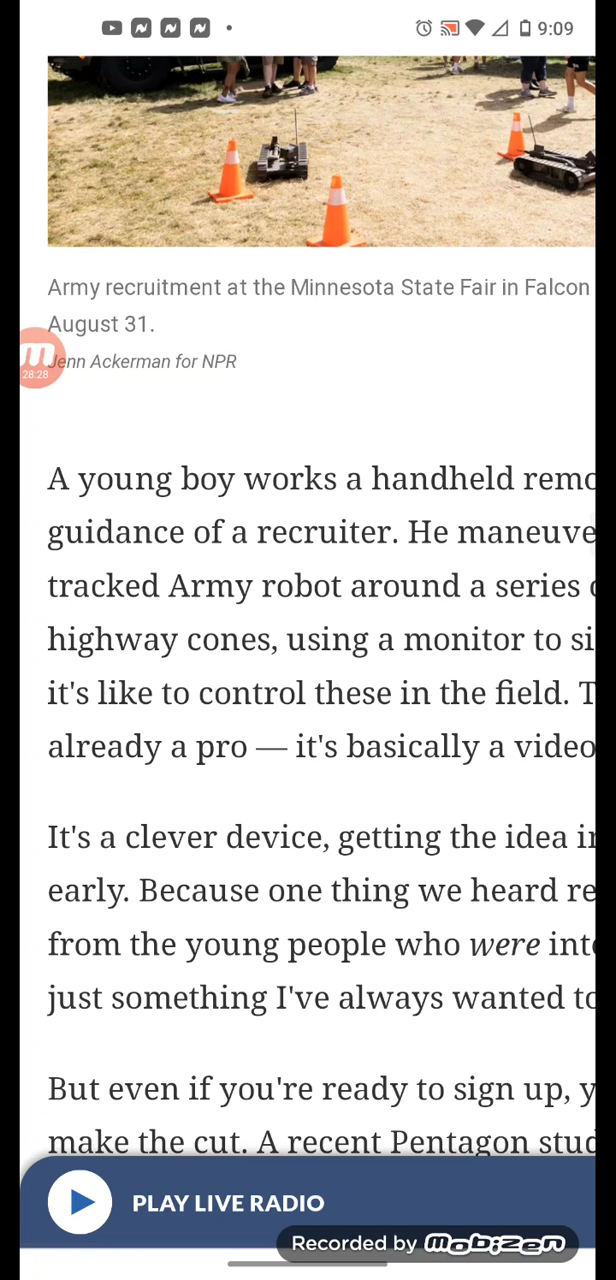 9:09
Army recruitment at the Minnesota State Fair in Falcon
August 31.
Jenn Ackerman for NPR
28:28
A young boy works a handheld remo
guidance of a recruiter. He maneuve
tracked Army robot around a series
highway cones, using a monitor to si
it's like to control these in the field. T
already a pro — it's basically a video
It's a clever device, getting the idea in
early. Because one thing we heard re
from the young people who were inte
just something I've always wanted to
But even if you're ready to sign up, y
make the cut. A recent Pentagon stud
PLAY LIVE RADIO
Recorded by mobizen